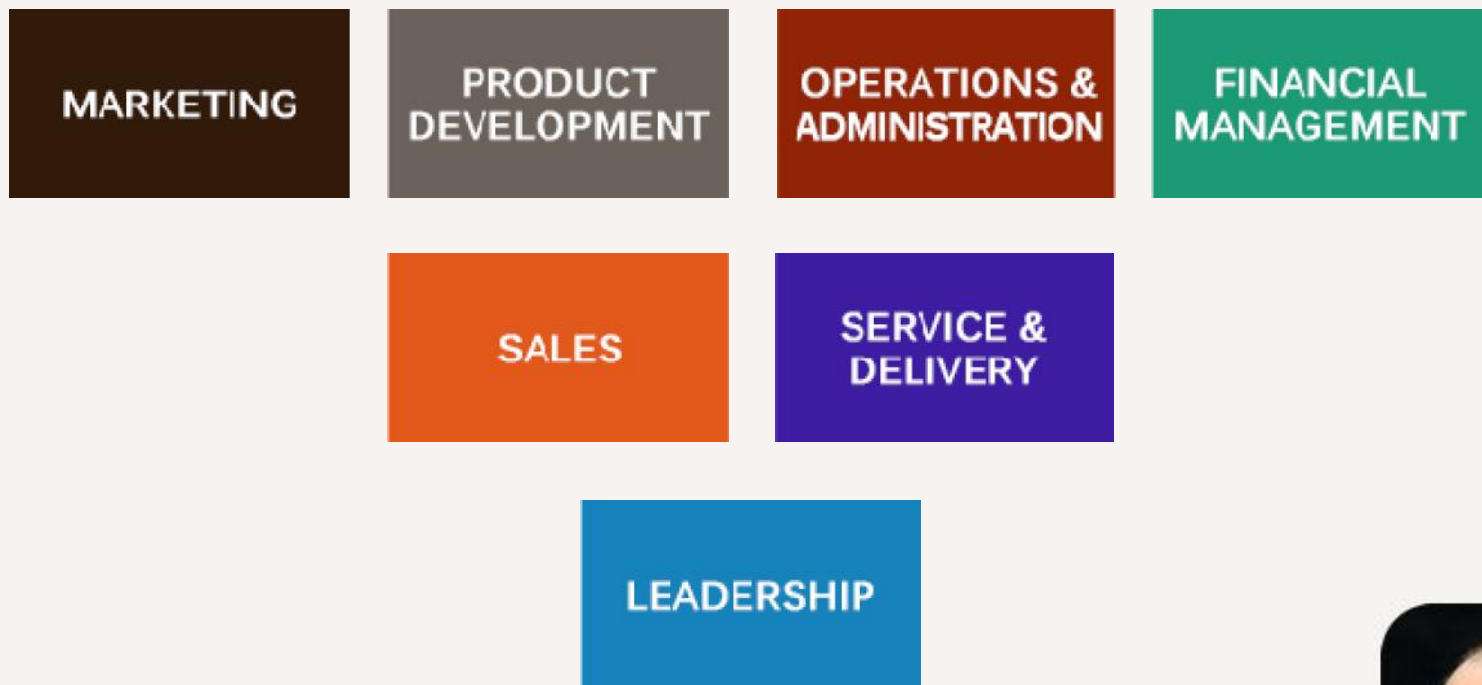 MARKETING
PRODUCT
DEVELOPMENT
OPERATIONS &
ADMINISTRATION
FINANCIAL
MANAGEMENT
SALES
SERVICE &
DELIVERY
LEADERSHIP